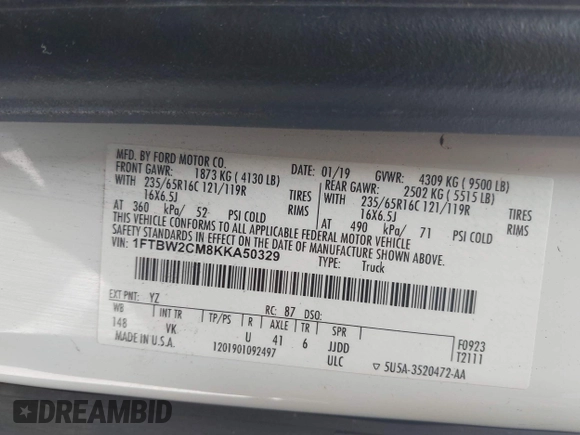 MFD. BY FORD MOTOR CO.
01/19 GVWR: 4309 KG ( 9500 LB)
FRONT GAWR: 1873 KG ( 4130 LB) REAR GAWR: 2502 KG ( 5515 LB)
WITH 235/65R16C 121/119R TIRE WITH 235/65R16C 121/119R TIRE
16X6.5J RIMS 16X6.5J RIMS
AT 360 kPa/ 52 PSI COLD AT 490 kPa/ 71 PSI COLD
THIS VEHICLE CONFORMS TO ALL APPLICABLE FEDERAL MOTOR VEHICLE
SAFETY STANDARDS IN EFFECT ON THE DATE OF MANUFACTURE SHOWN ABOVE.
VIN: 1FTBW2CM8KKA50329 TYPE: Truck
EXT PNT: YZ RC: 87 DSO:
WB INT TR TP/PS R AXLE TR SPR F0923
148 VK U 41 6 JJDD T2111
MADE IN U.S.A. 1201901092497 ULC 5U5A-3520472-AA
DREAMBID